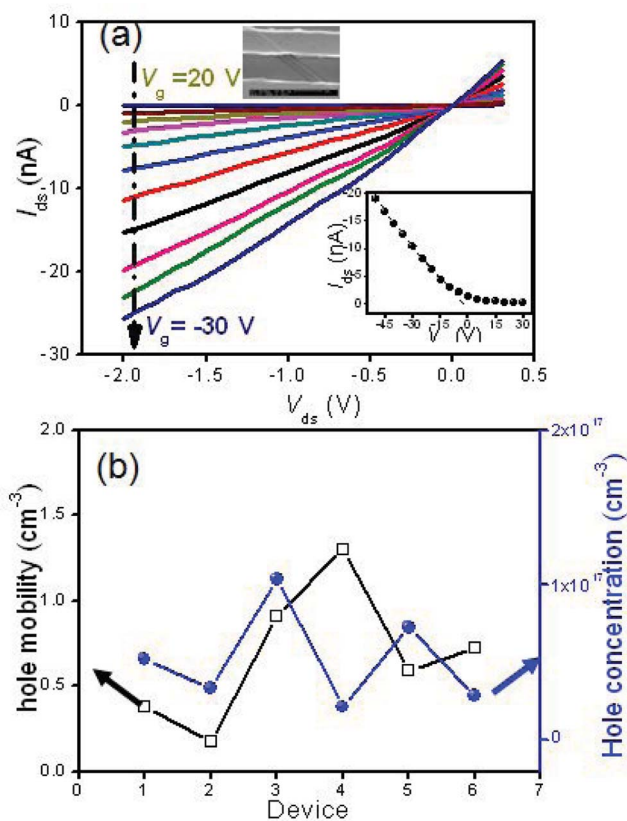 (a)
V_g =20 V
V_g = -30 V
I_ds, (nA)
10
0
-10
-20
-30
-2.0 -1.5 -1.0 -0.5 0.0 0.5
V_ds (V)
I_ds (nA)
-20
-15
-10
-5
0
-45 -30 -15 0 15 30
V (V)
(b)
hole mobility (cm⁻³)
2.0
1.5
1.0
0.5
0.0
0 1 2 3 4 5 6 7
Device
2x10¹⁷
1x10¹⁷
0
Hole concentration (cm⁻³)